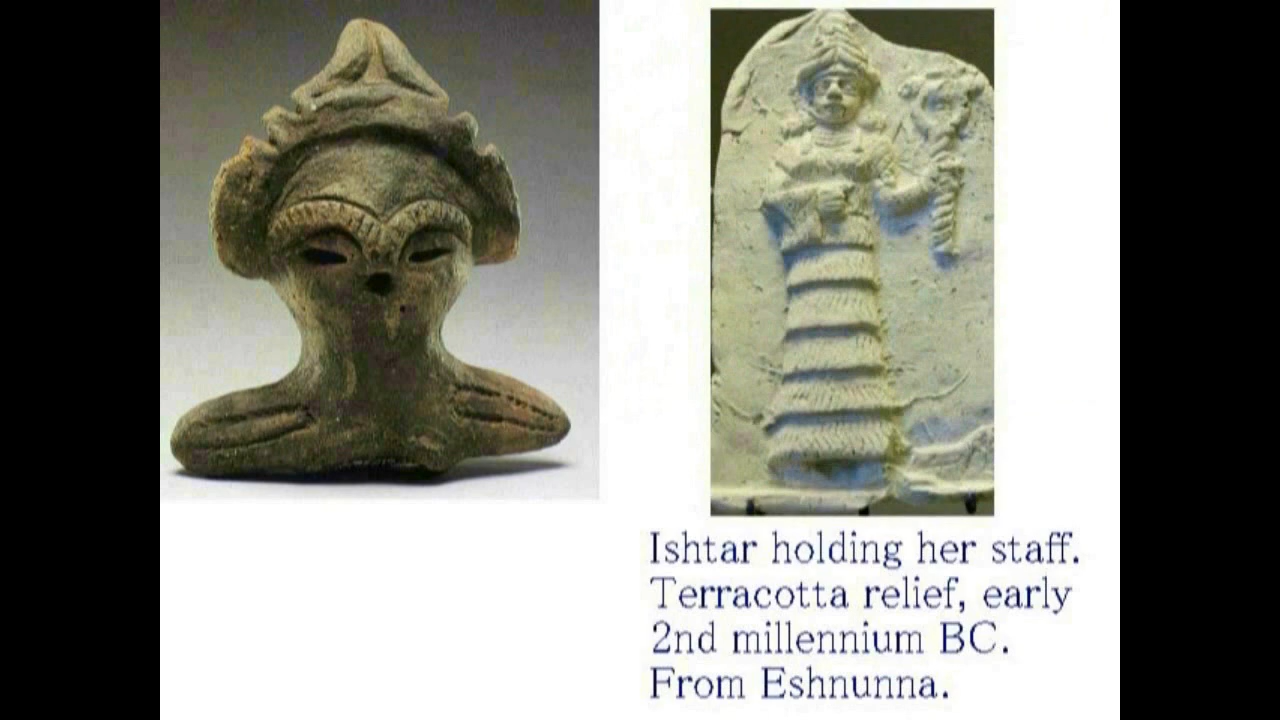 Ishtar holding her staff.
Terracotta relief, early
2nd millennium BC.
From Eshnunna.